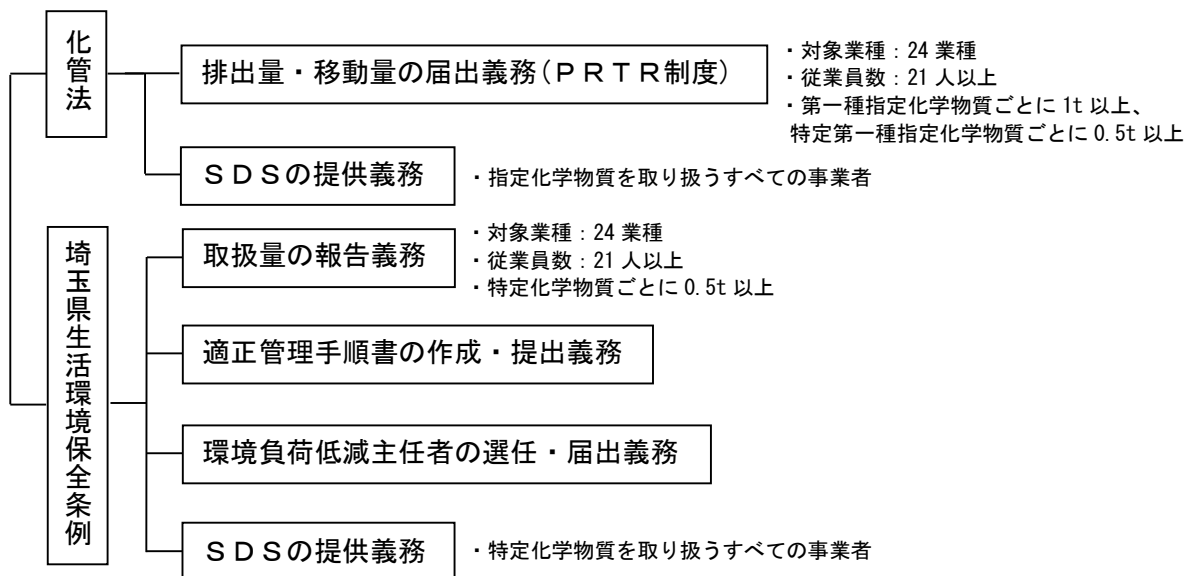 化管法
排出量・移動量の届出義務(PRTR制度)
・対象業種:24 業種
・従業員数:21 人以上
・第一種指定化学物質ごとに 1t 以上、
特定第一種指定化学物質ごとに 0.5t 以上
SDSの提供義務
・指定化学物質を取り扱うすべての事業者
埼玉県生活環境保全条例
取扱量の報告義務
・対象業種:24 業種
・従業員数:21 人以上
・特定化学物質ごとに 0.5t 以上
適正管理手順書の作成・提出義務
環境負荷低減主任者の選任・届出義務
SDSの提供義務
・特定化学物質を取り扱うすべての事業者